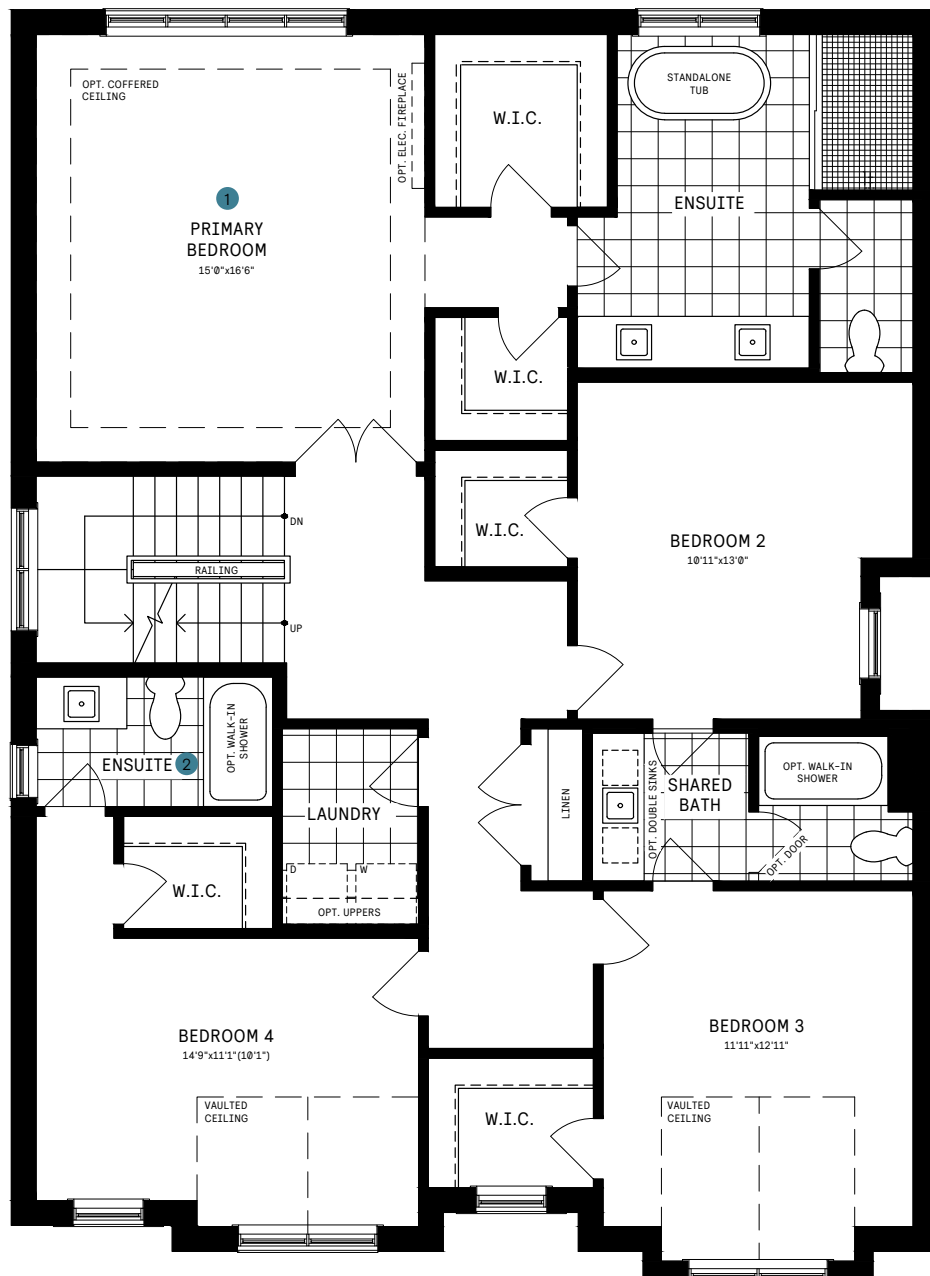 OPT. COFFERED
CEILING
OPT. ELEC. FIREPLACE
W.I.C.
STANDALONE
TUB
1
PRIMARY
BEDROOM
15'0"x16'6"
ENSUITE
W.I.C.
W.I.C.
BEDROOM 2
10'11"x13'0"
DN
RAILING
UP
ENSUITE 2
OPT. WALK-IN
SHOWER
LAUNDRY
D
W
OPT. UPPERS
LINEN
OPT. DOUBLE SINKS
SHARED
BATH
OPT. WALK-IN
SHOWER
OPT. DOOR
W.I.C.
BEDROOM 4
14'9"x11'1"(10'1")
BEDROOM 3
11'11"x12'11"
VAULTED
CEILING
W.I.C.
VAULTED
CEILING